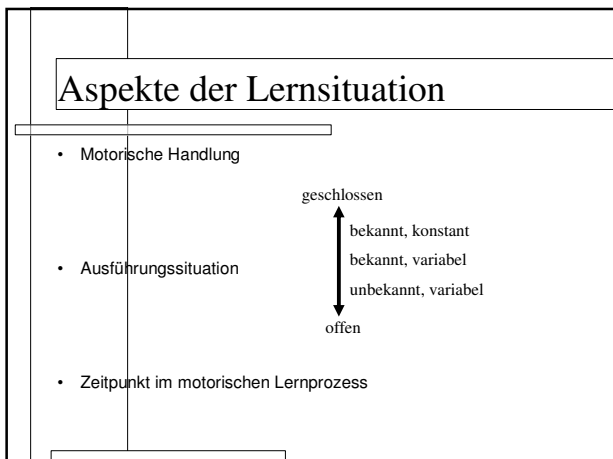 Aspekte der Lernsituation
• Motorische Handlung
geschlossen
bekannt, konstant
bekannt, variabel
• Ausführungssituation
unbekannt, variabel
offen
• Zeitpunkt im motorischen Lernprozess